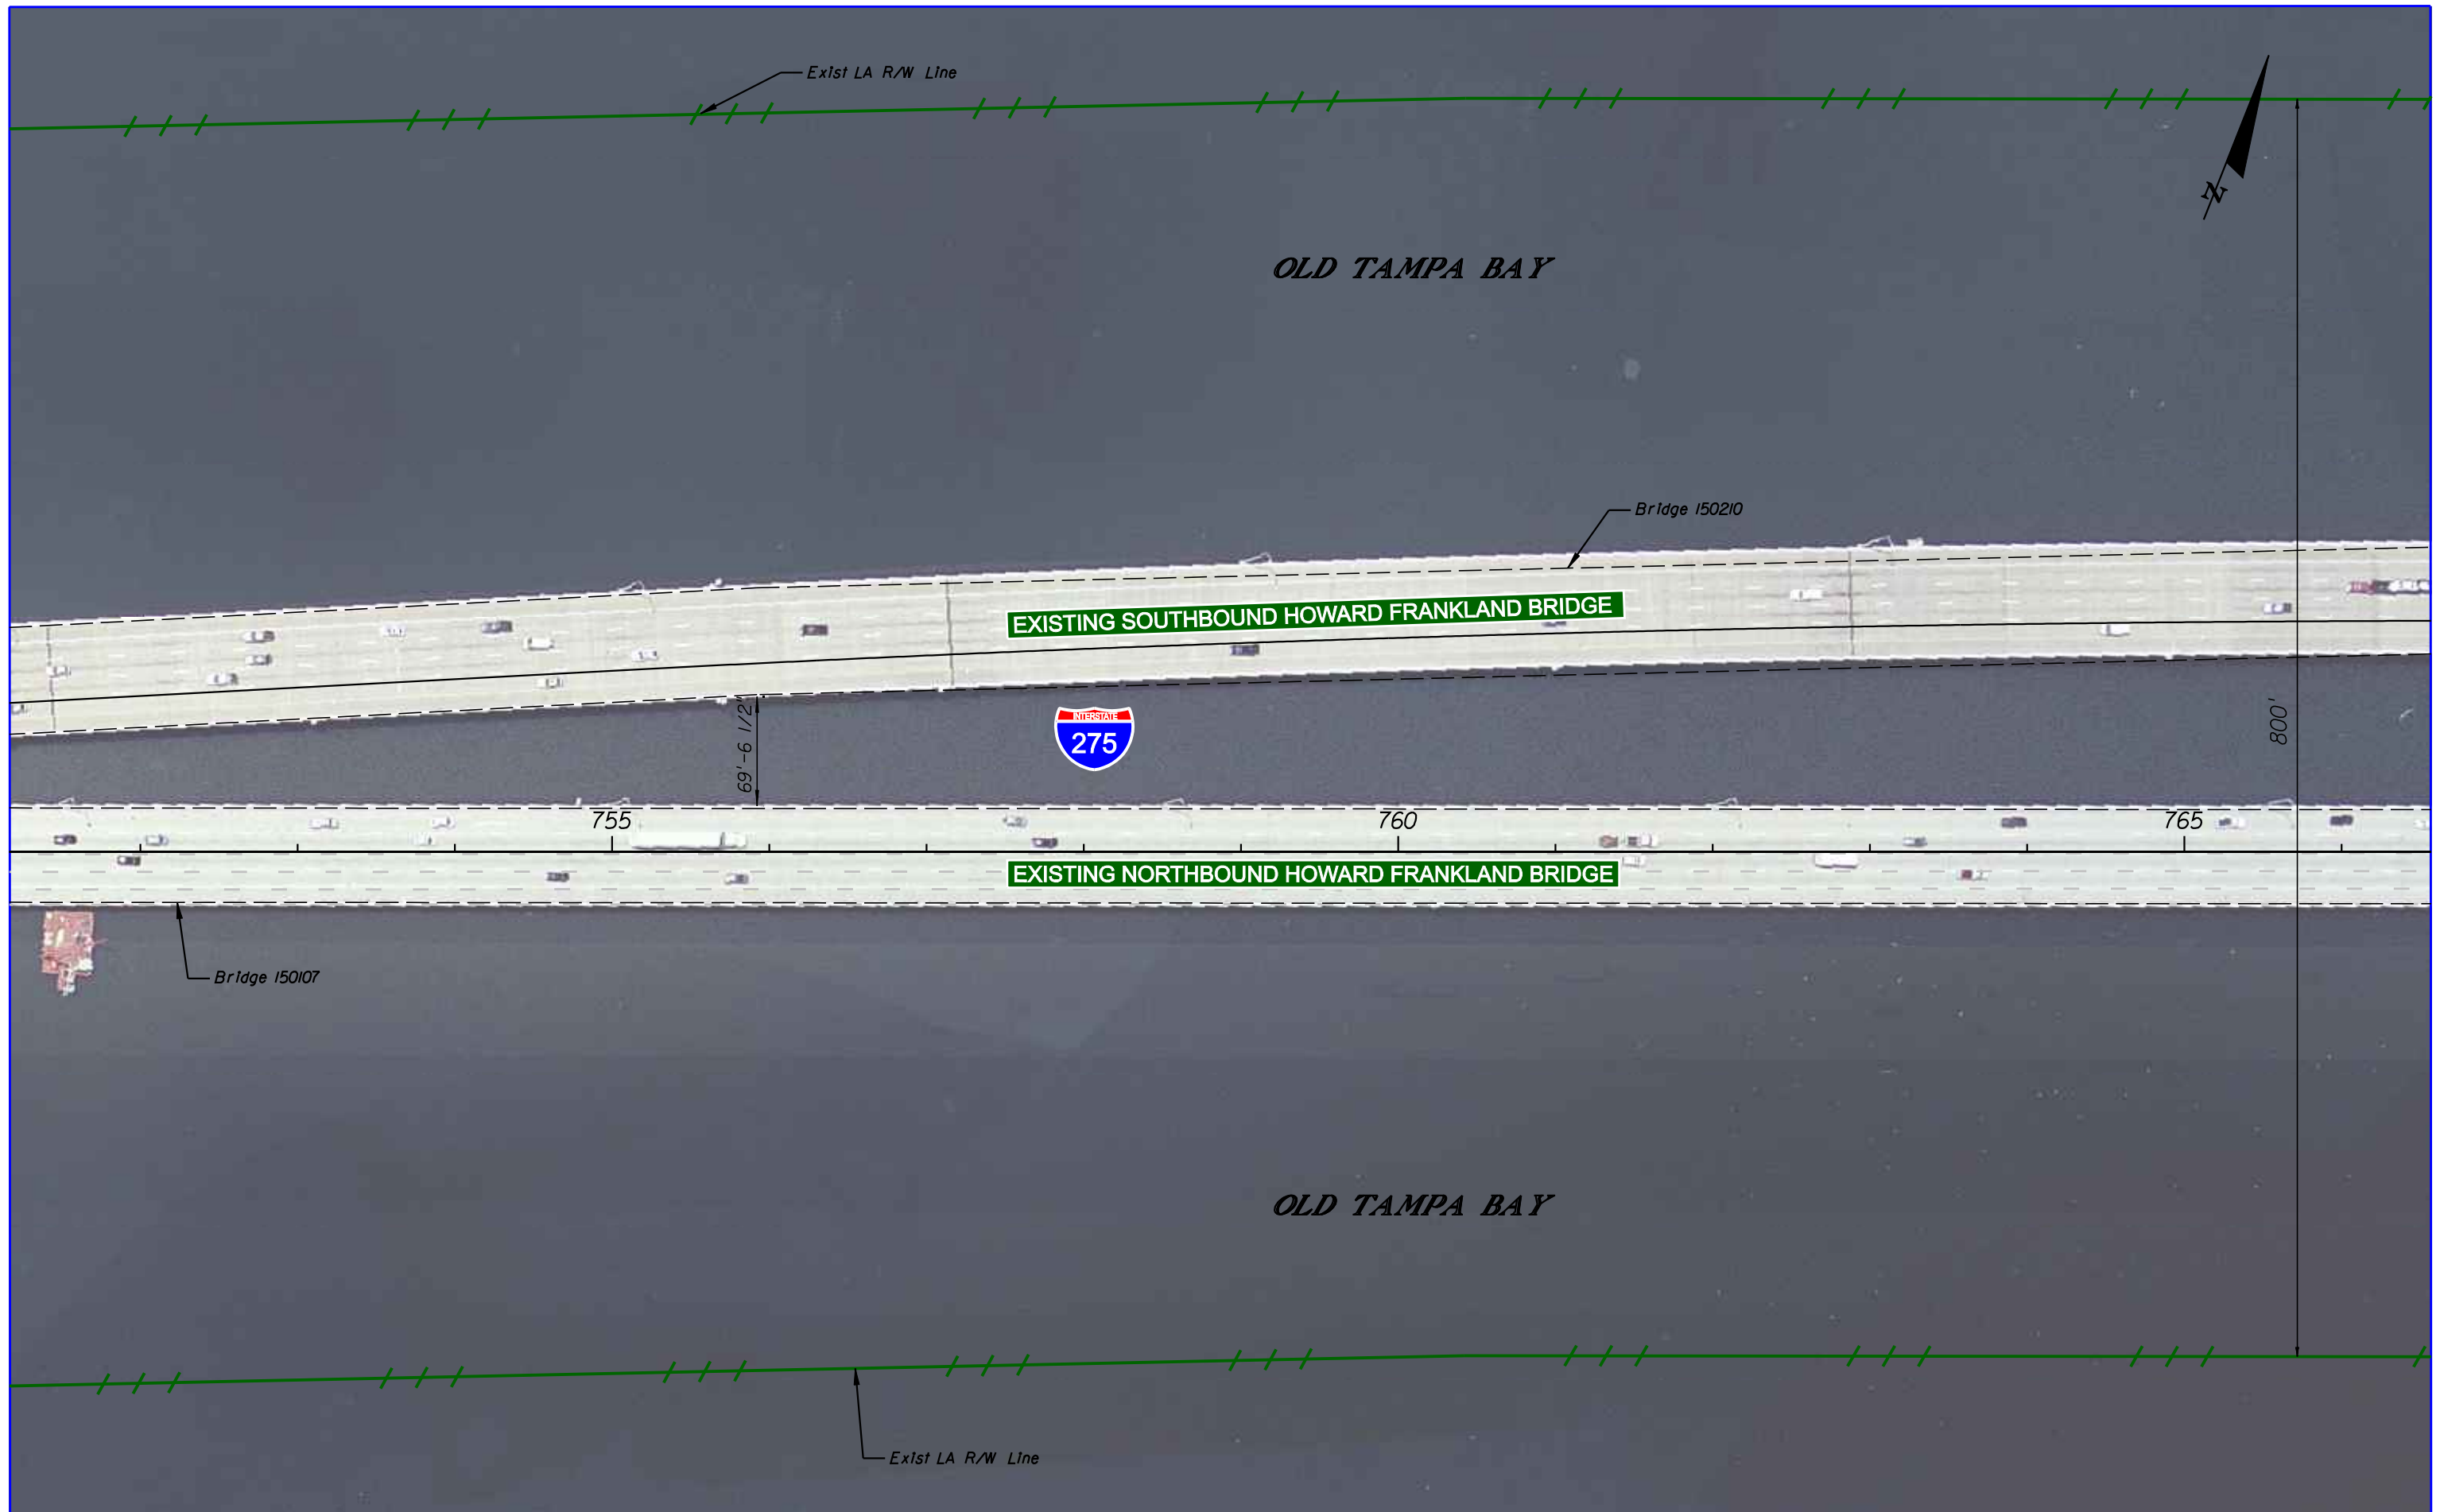 Exist LA R/W Line
N
OLD TAMPA BAY
Bridge 150210
EXISTING SOUTHBOUND HOWARD FRANKLAND BRIDGE
69'-6 1/2"
INTERSTATE
275
800'
755
760
765
EXISTING NORTHBOUND HOWARD FRANKLAND BRIDGE
Bridge 150107
OLD TAMPA BAY
Exist LA R/W Line